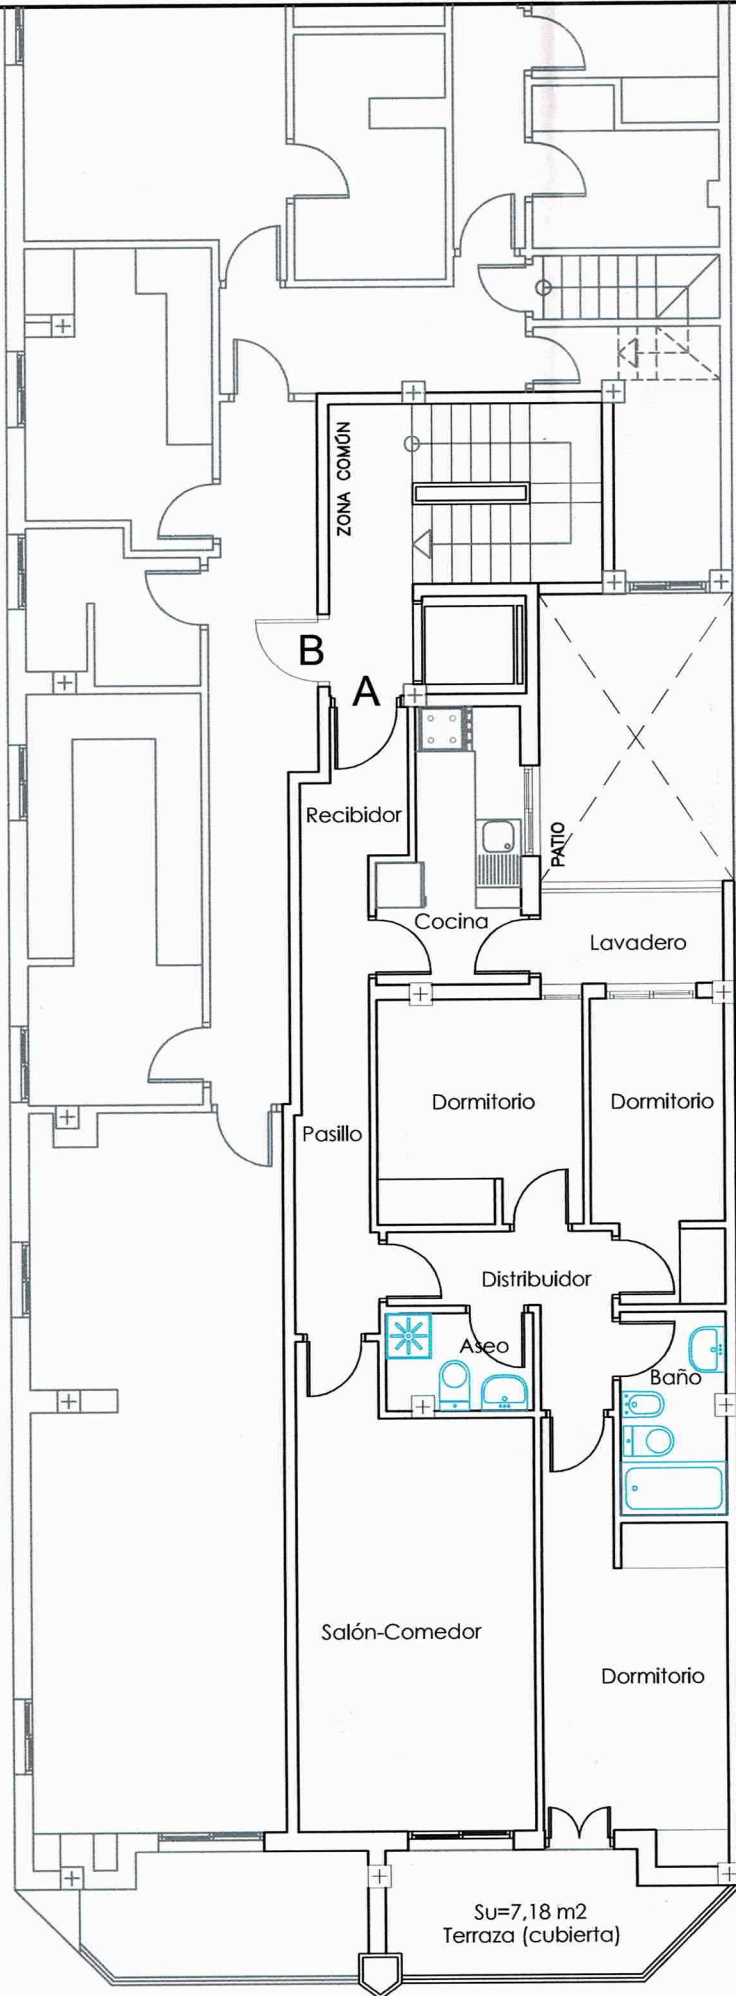 ZONA COMÚN
B
A
Recibidor
PATIO
Cocina
Lavadero
Dormitorio
Dormitorio
Pasillo
Distribuidor
Aseo
Baño
Salón-Comedor
Dormitorio
Su=7,18 m2
Terraza (cubierta)